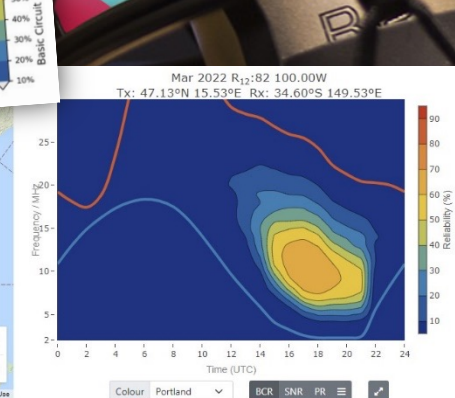 40%
30%
20%
10%
Basic Circuit
R
Mar 2022 R12:82 100.00W
Tx: 47.13°N 15.53°E Rx: 34.60°S 149.53°E
Frequency / MHz
25
20
15
10
5
2
0 2 4 6 8 10 12 14 16 18 20 22 24
Time (UTC)
90
80
70
60
50
40
30
20
10
Reliability (%)
Colour Portland BCR SNR PR